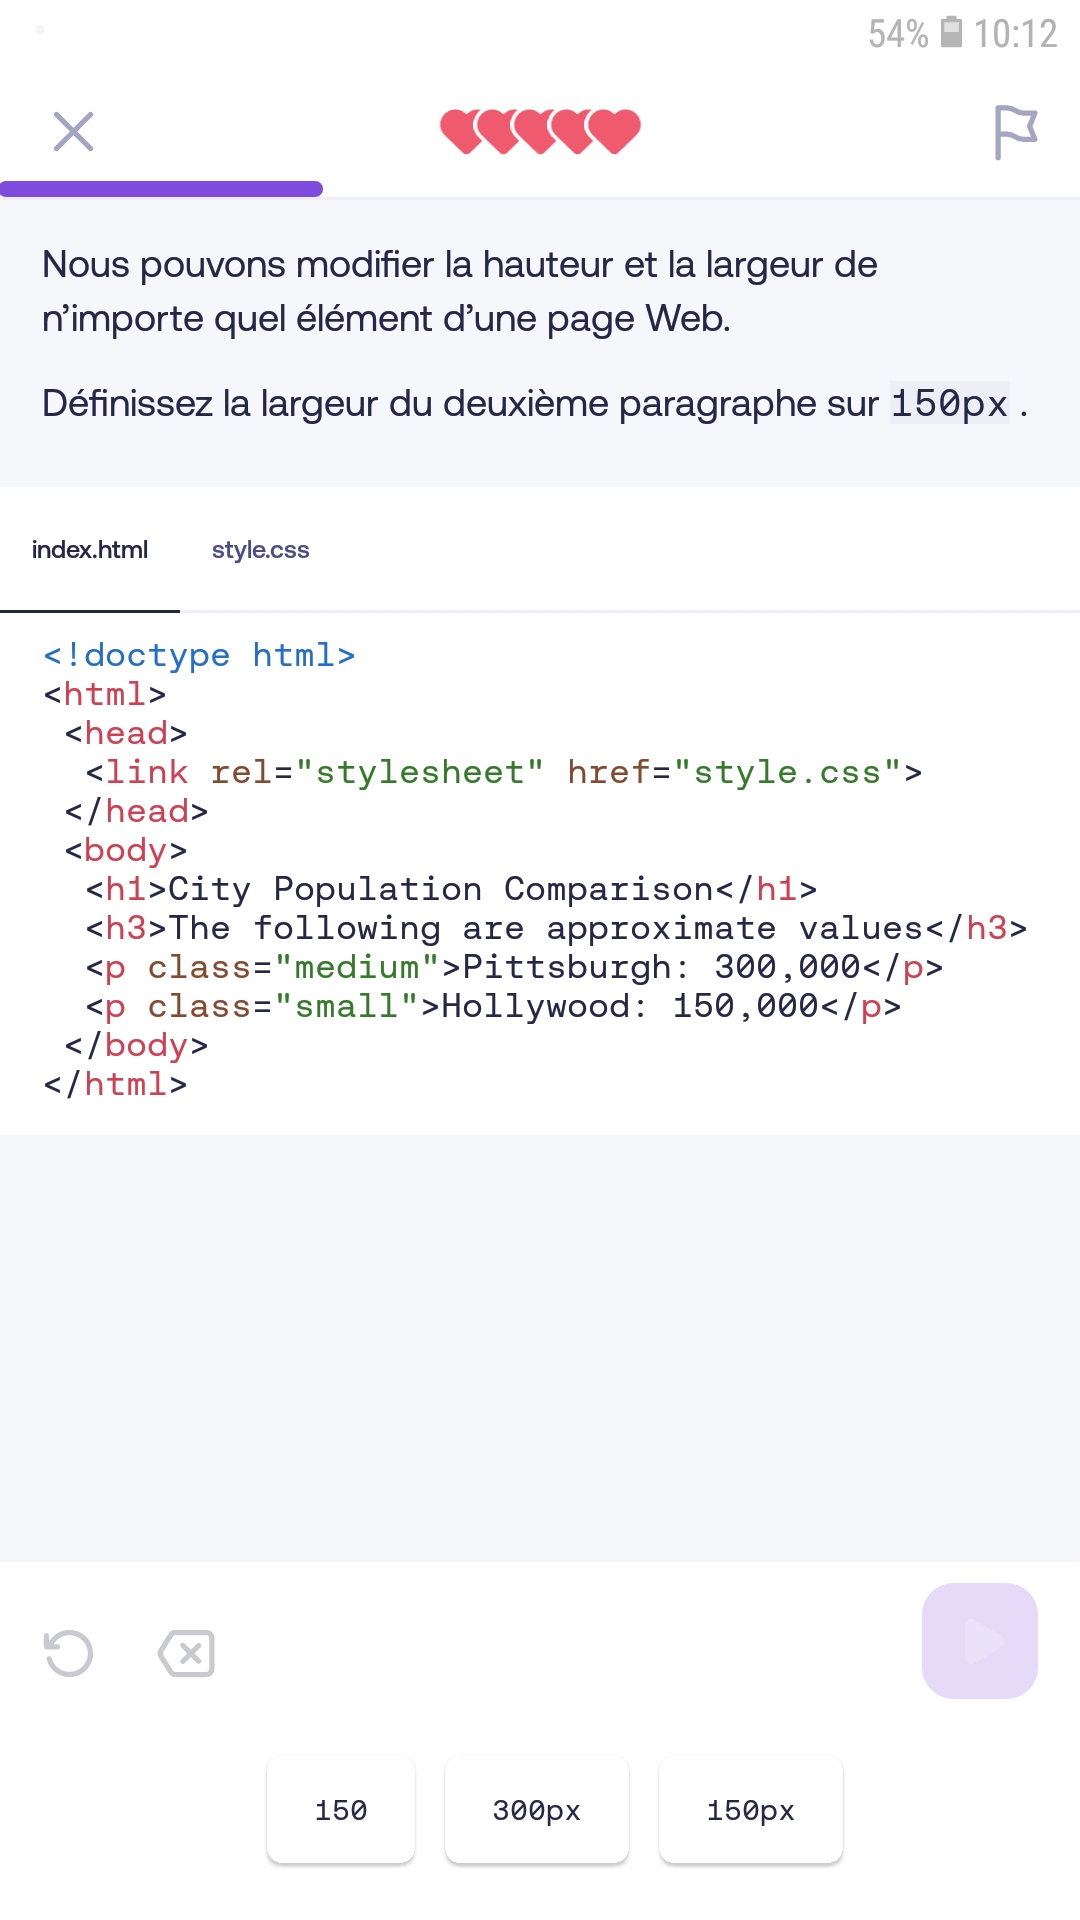 54% 10:12
Nous pouvons modifier la hauteur et la largeur de
n’importe quel élément d’une page Web.
Définissez la largeur du deuxième paragraphe sur 150px .
index.html style.css
<!doctype html>
<html>
<head>
<link rel="stylesheet" href="style.css">
</head>
<body>
<h1>City Population Comparison</h1>
<h3>The following are approximate values</h3>
<p class="medium">Pittsburgh: 300,000</p>
<p class="small">Hollywood: 150,000</p>
</body>
</html>
150 300px 150px